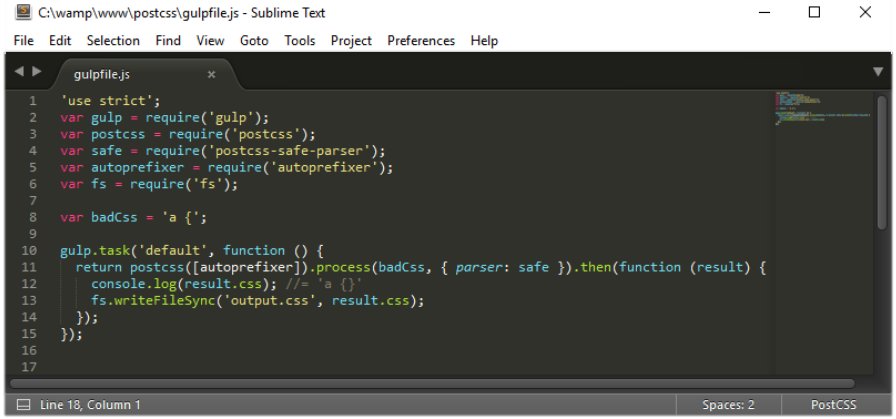 C:\wamp\www\postcss\gulpfile.js - Sublime Text
File Edit Selection Find View Goto Tools Project Preferences Help
gulpfile.js ×
1 'use strict';
2 var gulp = require('gulp');
3 var postcss = require('postcss');
4 var safe = require('postcss-safe-parser');
5 var autoprefixer = require('autoprefixer');
6 var fs = require('fs');
7
8 var badCss = 'a {';
9
10 gulp.task('default', function () {
11   return postcss([autoprefixer]).process(badCss, { parser: safe }).then(function (result) {
12     console.log(result.css); //= 'a {}'
13     fs.writeFileSync('output.css', result.css);
14   });
15 });
16
17
Line 18, Column 1 Spaces: 2 PostCSS